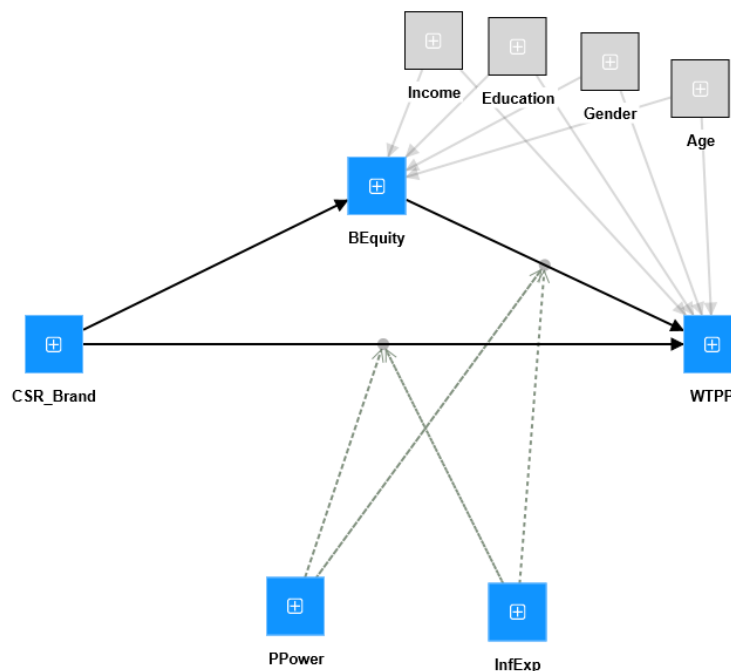 Income
Education
Gender
Age
BEquity
CSR_Brand
WTPP
PPower
InfExp